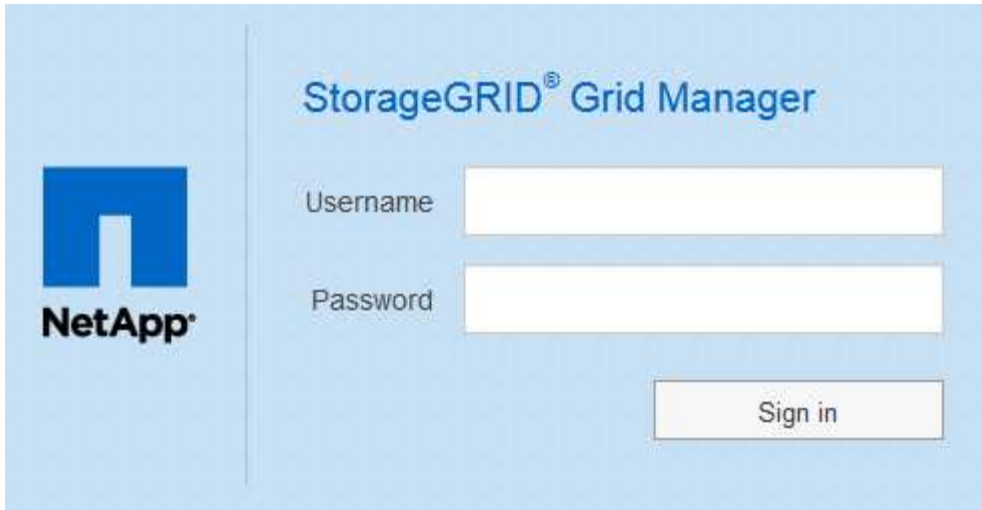 StorageGRID® Grid Manager
Username
Password
NetApp®
Sign in